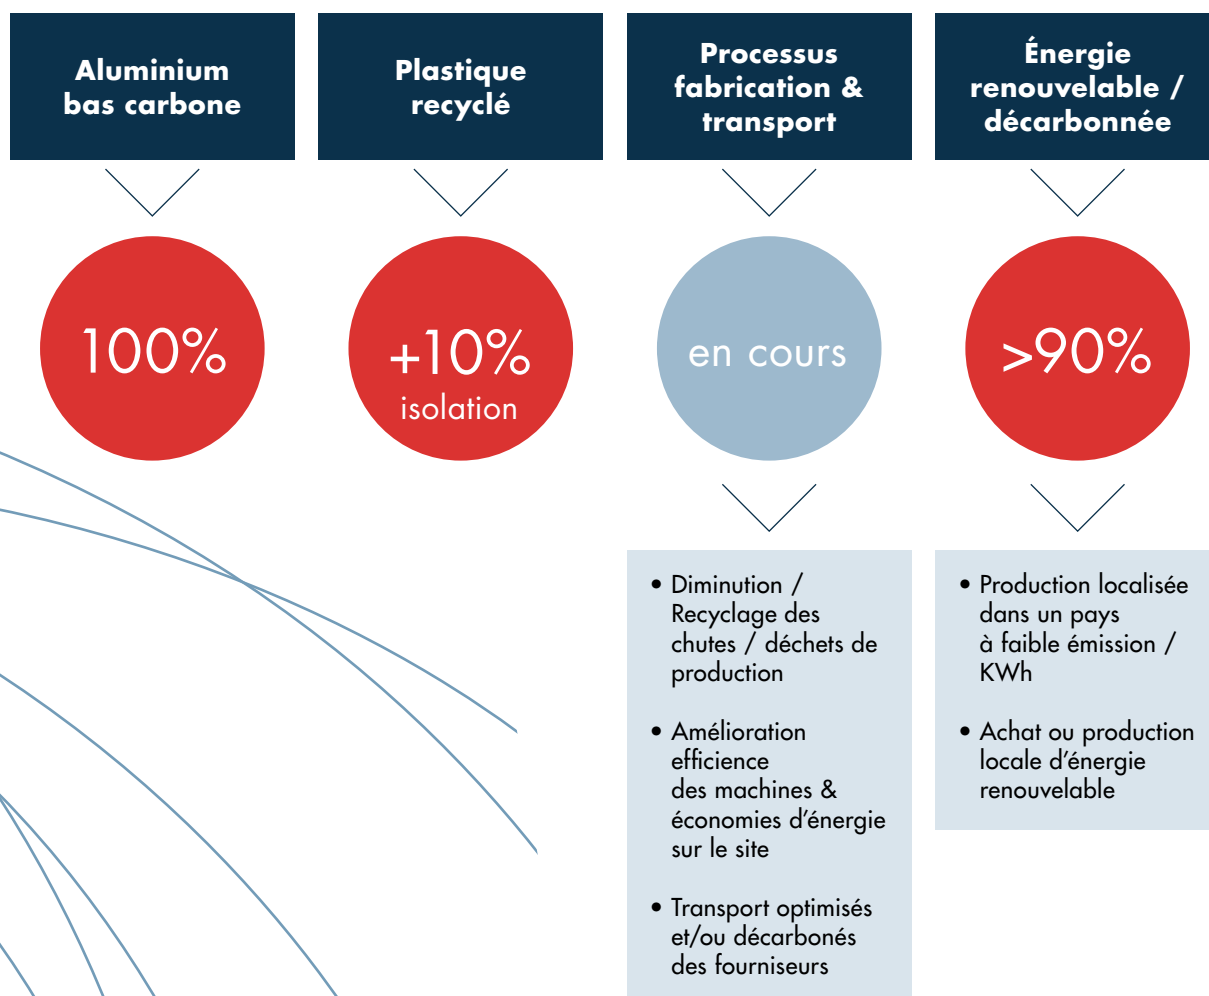 Aluminium
bas carbone
100%
Plastique
recyclé
+10%
isolation
Processus
fabrication &
transport
en cours
• Diminution /
Recyclage des
chutes / déchets de
production
• Amélioration
efficience
des machines &
économies d’énergie
sur le site
• Transport optimisés
et/ou décarbonés
des fourniseurs
Énergie
renouvelable /
décarbonnée
>90%
• Production localisée
dans un pays
à faible émission /
KWh
• Achat ou production
locale d’énergie
renouvelable